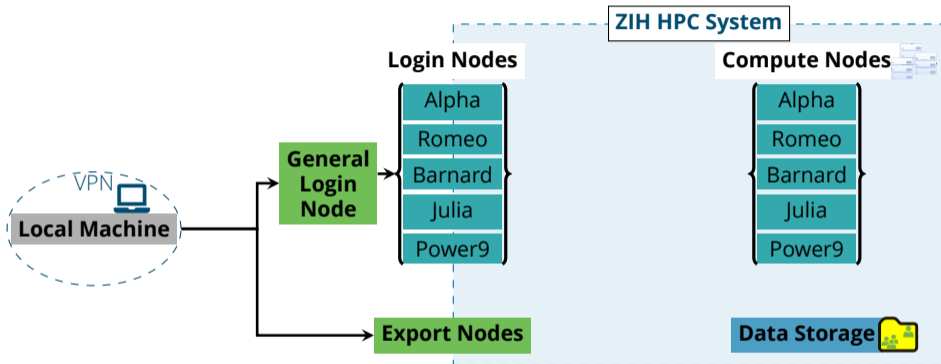 ZIH HPC System
Login Nodes
Compute Nodes
Alpha
Romeo
Barnard
Julia
Power9
Alpha
Romeo
Barnard
Julia
Power9
General
Login
Node
VPN
Local Machine
Export Nodes
Data Storage